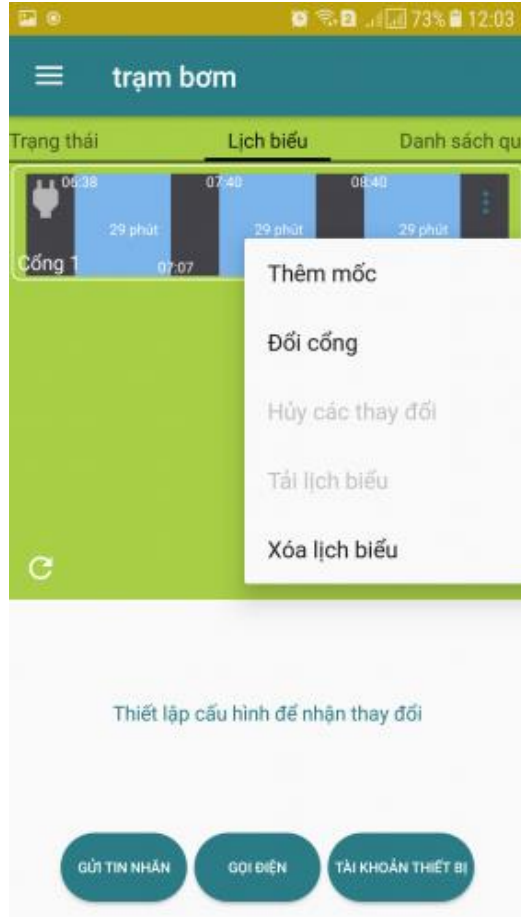 73% 12:03
trạm bơm
Trạng thái Lịch biểu Danh sách qu
06:38 07:40 08:40
29 phút 29 phút 29 phút
Cổng 1 07:07
Thêm mốc
Đổi cổng
Hủy các thay đổi
Tải lịch biểu
Xóa lịch biểu
Thiết lập cấu hình để nhận thay đổi
GỬI TIN NHẮN GỌI ĐIỆN TÀI KHOẢN THIẾT BỊ